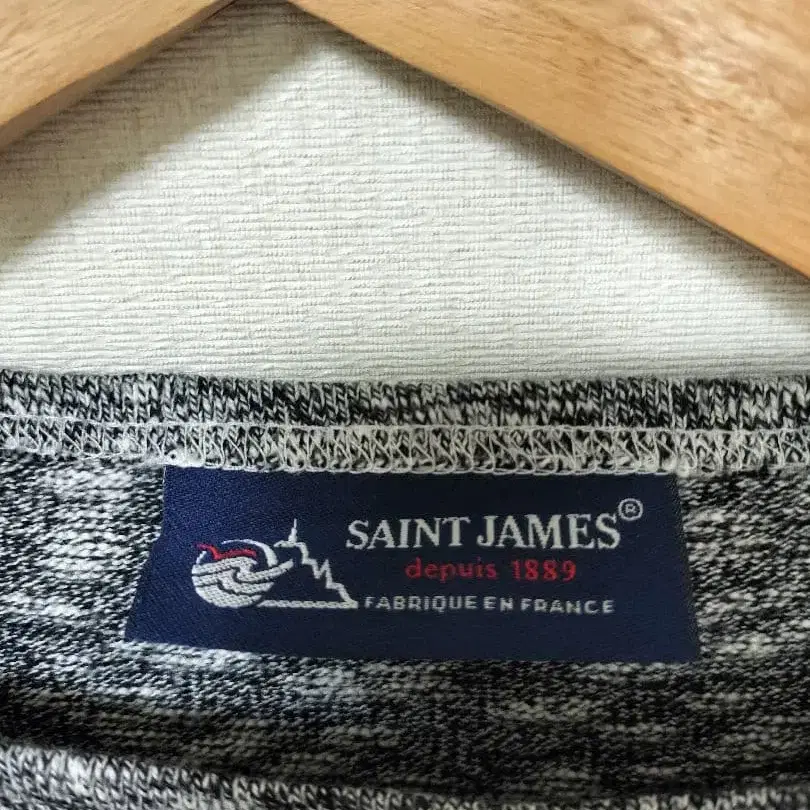 SAINT JAMES®
depuis 1889
FABRIQUE EN FRANCE